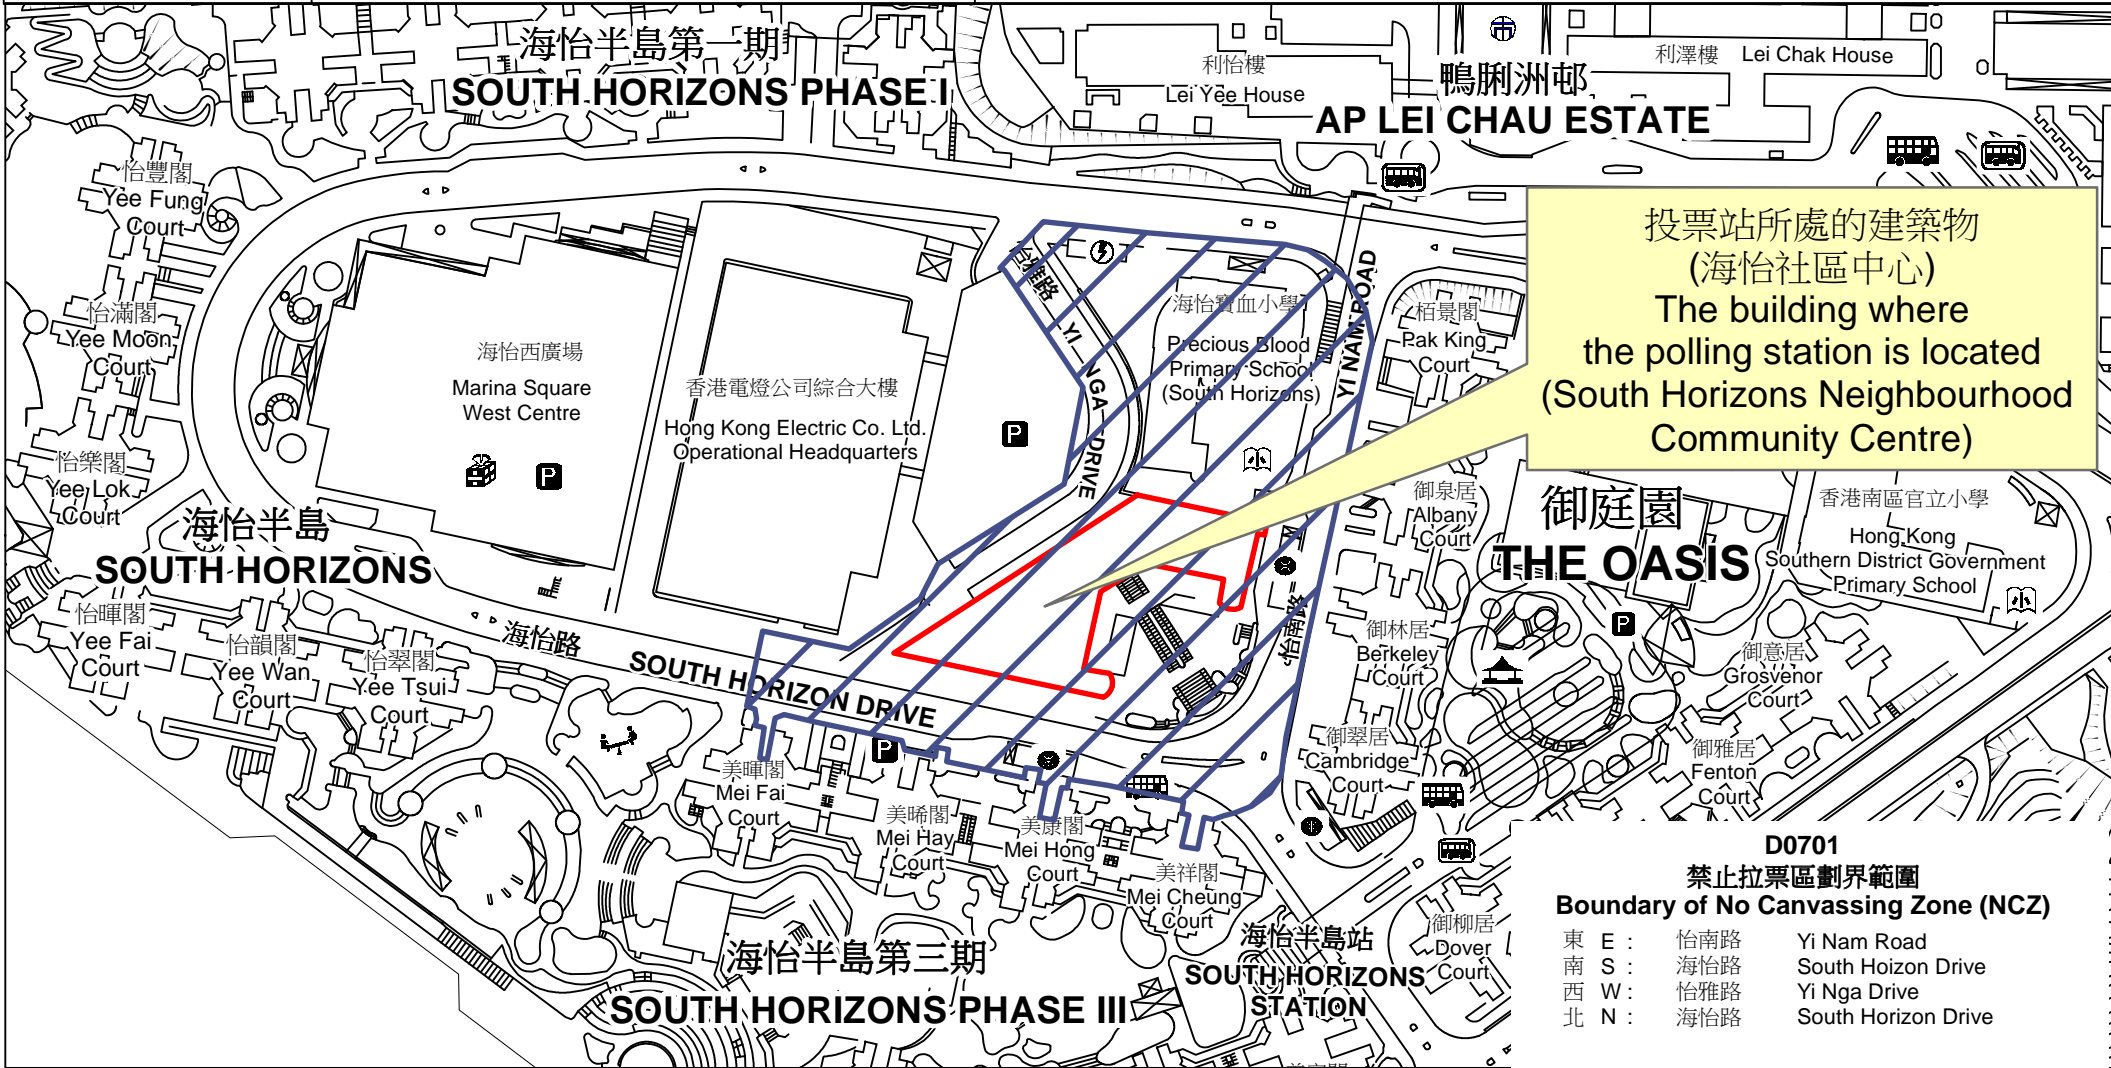 海怡半島第一期
SOUTH HORIZONS PHASE I
利怡樓
Lei Yee House
鴨脷洲邨
AP LEI CHAU ESTATE
利澤樓 Lei Chak House
怡豐閣
Yee Fung
Court
怡滿閣
Yee Moon
Court
怡樂閣
Yee Lok
Court
海怡半島
SOUTH HORIZONS
怡暉閣
Yee Fai
Court
怡韻閣
Yee Wan
Court
怡翠閣
Yee Tsui
Court
海怡西廣場
Marina Square
West Centre
P
香港電燈公司綜合大樓
Hong Kong Electric Co. Ltd.
Operational Headquarters
P
怡雅路 YI NGA DRIVE
海怡寶血小學
Precious Blood
Primary School
(South Horizons)
YI NAM ROAD
怡南路
栢景閣
Pak King
Court
投票站所處的建築物
(海怡社區中心)
The building where
the polling station is located
(South Horizons Neighbourhood
Community Centre)
御泉居
Albany
Court
御庭園
THE OASIS
香港南區官立小學
Hong Kong
Southern District Government
Primary School
P
御林居
Berkeley
Court
御意居
Grosvenor
Court
御翠居
Cambridge
Court
御雅居
Fenton
Court
海怡路 SOUTH HORIZON DRIVE
P
美暉閣
Mei Fai
Court
美晞閣
Mei Hay
Court
美康閣
Mei Hong
Court
美祥閣
Mei Cheung
Court
海怡半島第三期
SOUTH HORIZONS PHASE III
海怡半島站
SOUTH HORIZONS
STATION
御柳居
Dover
Court
D0701
禁止拉票區劃界範圍
Boundary of No Canvassing Zone (NCZ)
東 E : 怡南路 Yi Nam Road
南 S : 海怡路 South Hoizon Drive
西 W : 怡雅路 Yi Nga Drive
北 N : 海怡路 South Horizon Drive